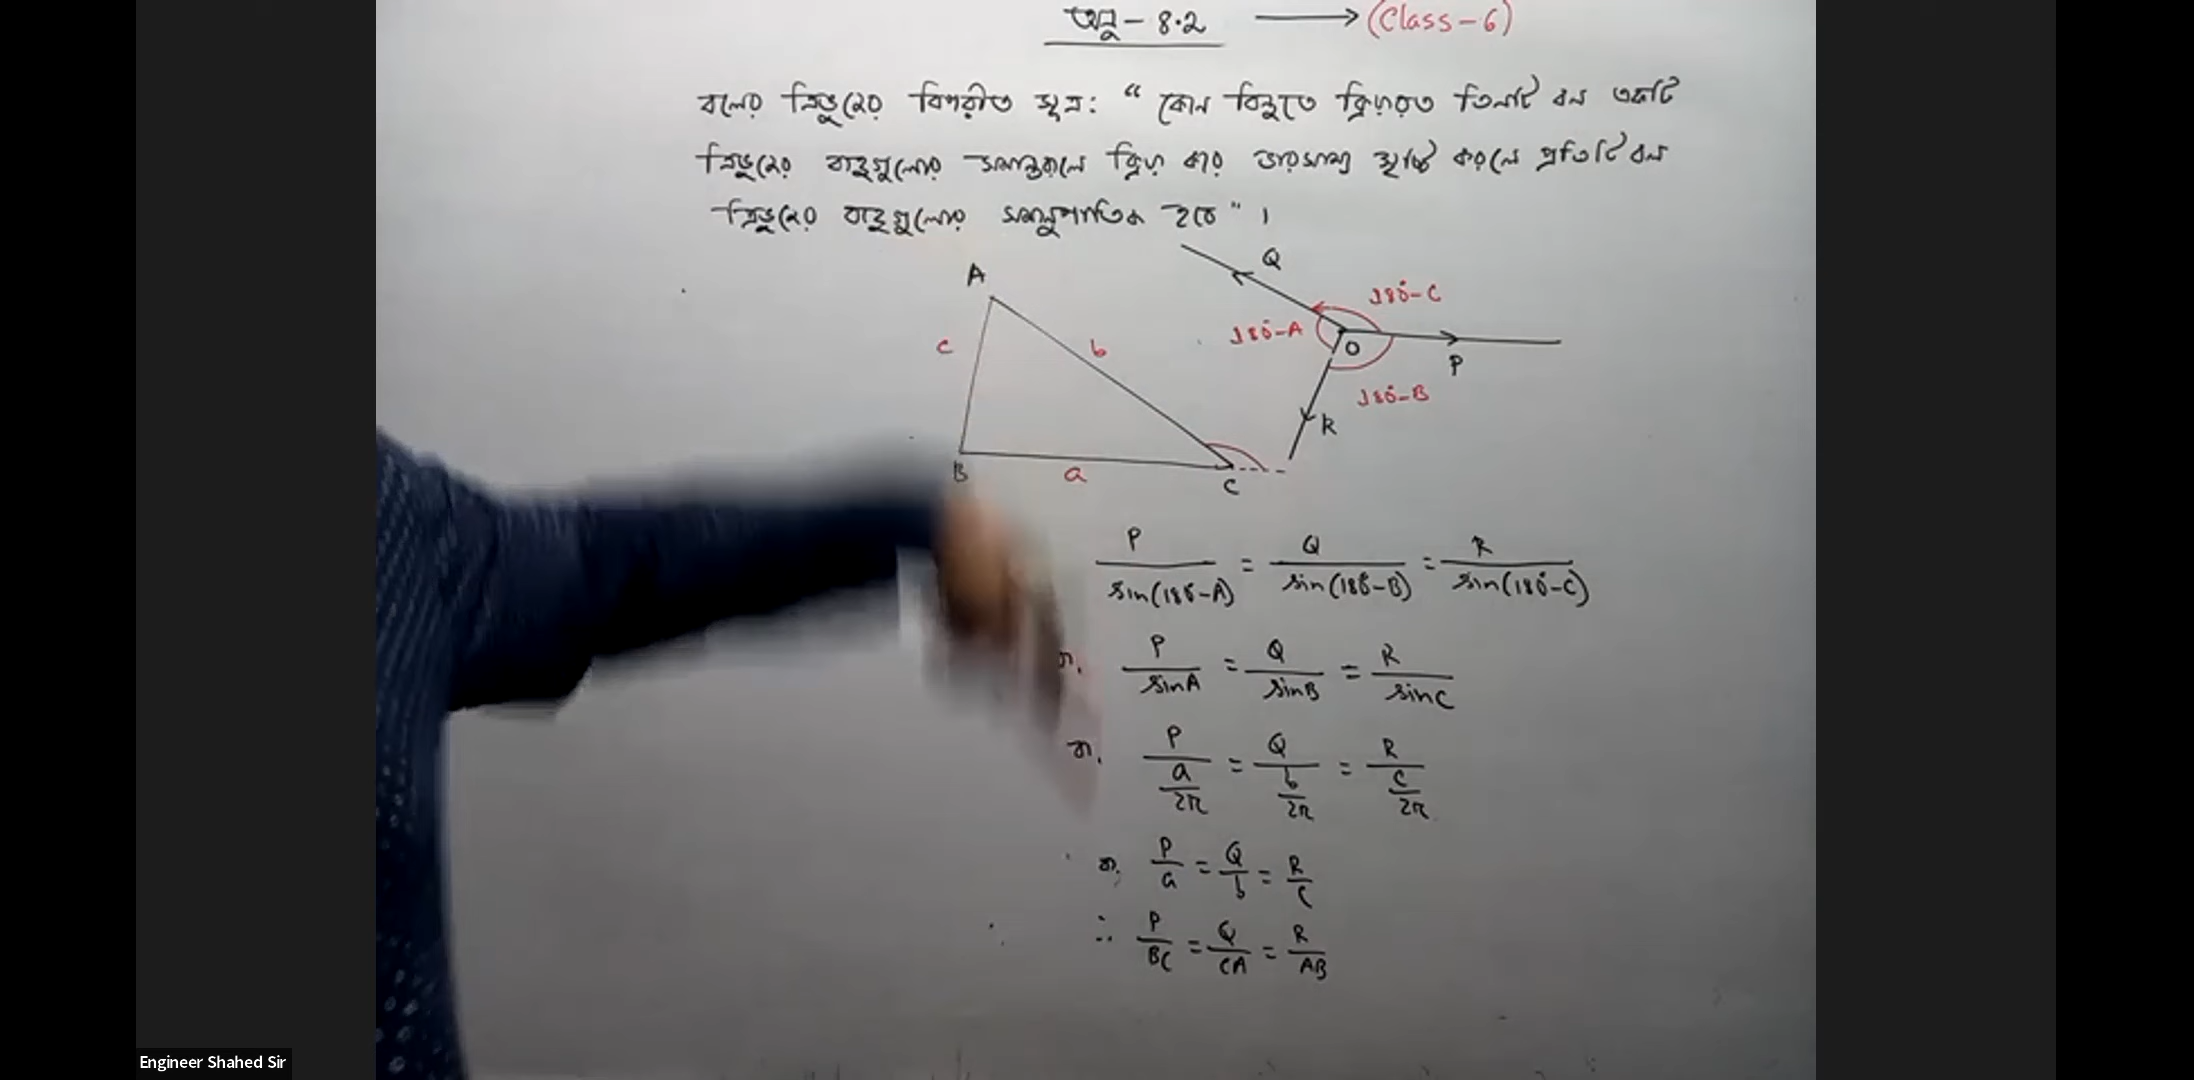 অনু - 8.2 → (Class - 6)
বলের ত্রিভুজের বিপরীত সূত্র: “ কোন বিন্দুতে ক্রিয়ারত তিনটি বল একটি
ত্রিভুজের বাহুগুলোর সমান্তরালে ক্রিয়া করে ভারসাম্য সৃষ্টি করলে প্রতিটি বল
ত্রিভুজের বাহুগুলোর সমানুপাতিক হবে ” ।
A
c
b
B
a
C
Q
180°-C
180°-A
O
P
180°-B
R
P/sin(180°-A) = Q/sin(180°-B) = R/sin(180°-C)
বা, P/sinA = Q/sinB = R/sinC
বা, P/(a/2r) = Q/(b/2r) = R/(c/2r)
বা, P/a = Q/b = R/c
∴ P/BC = Q/CA = R/AB
Engineer Shahed Sir